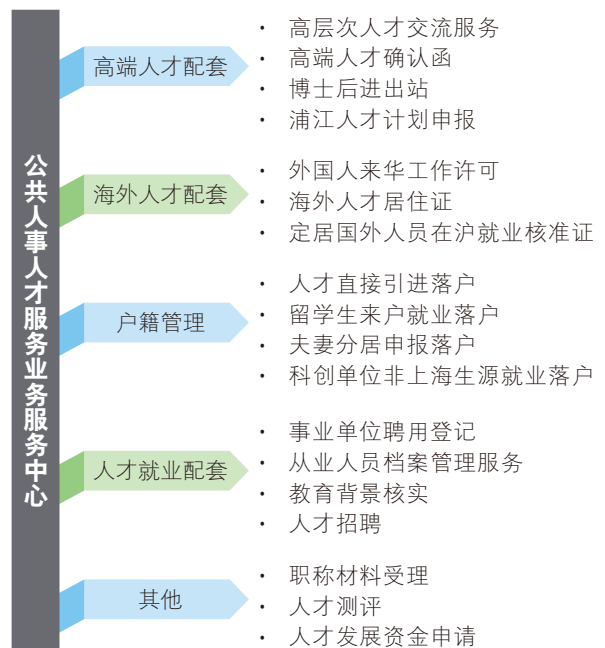 公共人事人才服务业务服务中心
高端人才配套
· 高层次人才交流服务
· 高端人才确认函
· 博士后进出站
· 浦江人才计划申报
海外人才配套
· 外国人来华工作许可
· 海外人才居住证
· 定居国外人员在沪就业核准证
户籍管理
· 人才直接引进落户
· 留学生来户就业落户
· 夫妻分居申报落户
· 科创单位非上海生源就业落户
人才就业配套
· 事业单位聘用登记
· 从业人员档案管理服务
· 教育背景核实
· 人才招聘
其他
· 职称材料受理
· 人才测评
· 人才发展资金申请